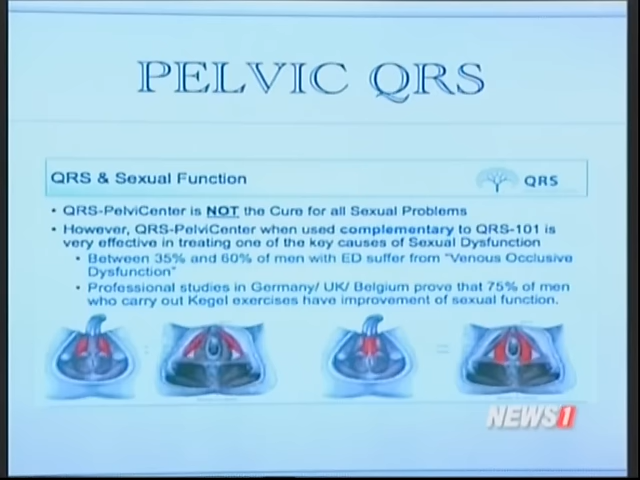 PELVIC QRS
QRS & Sexual Function
QRS
• QRS-PelviCenter is NOT the Cure for all Sexual Problems
• However, QRS-PelviCenter when used complementary to QRS-101 is
very effective in treating one of the key causes of Sexual Dysfunction
• Between 35% and 60% of men with ED suffer from "Venous Occlusive
Dysfunction"
• Professional studies in Germany/ UK/ Belgium prove that 75% of men
who carry out Kegel exercises have improvement of sexual function.
NEWS1